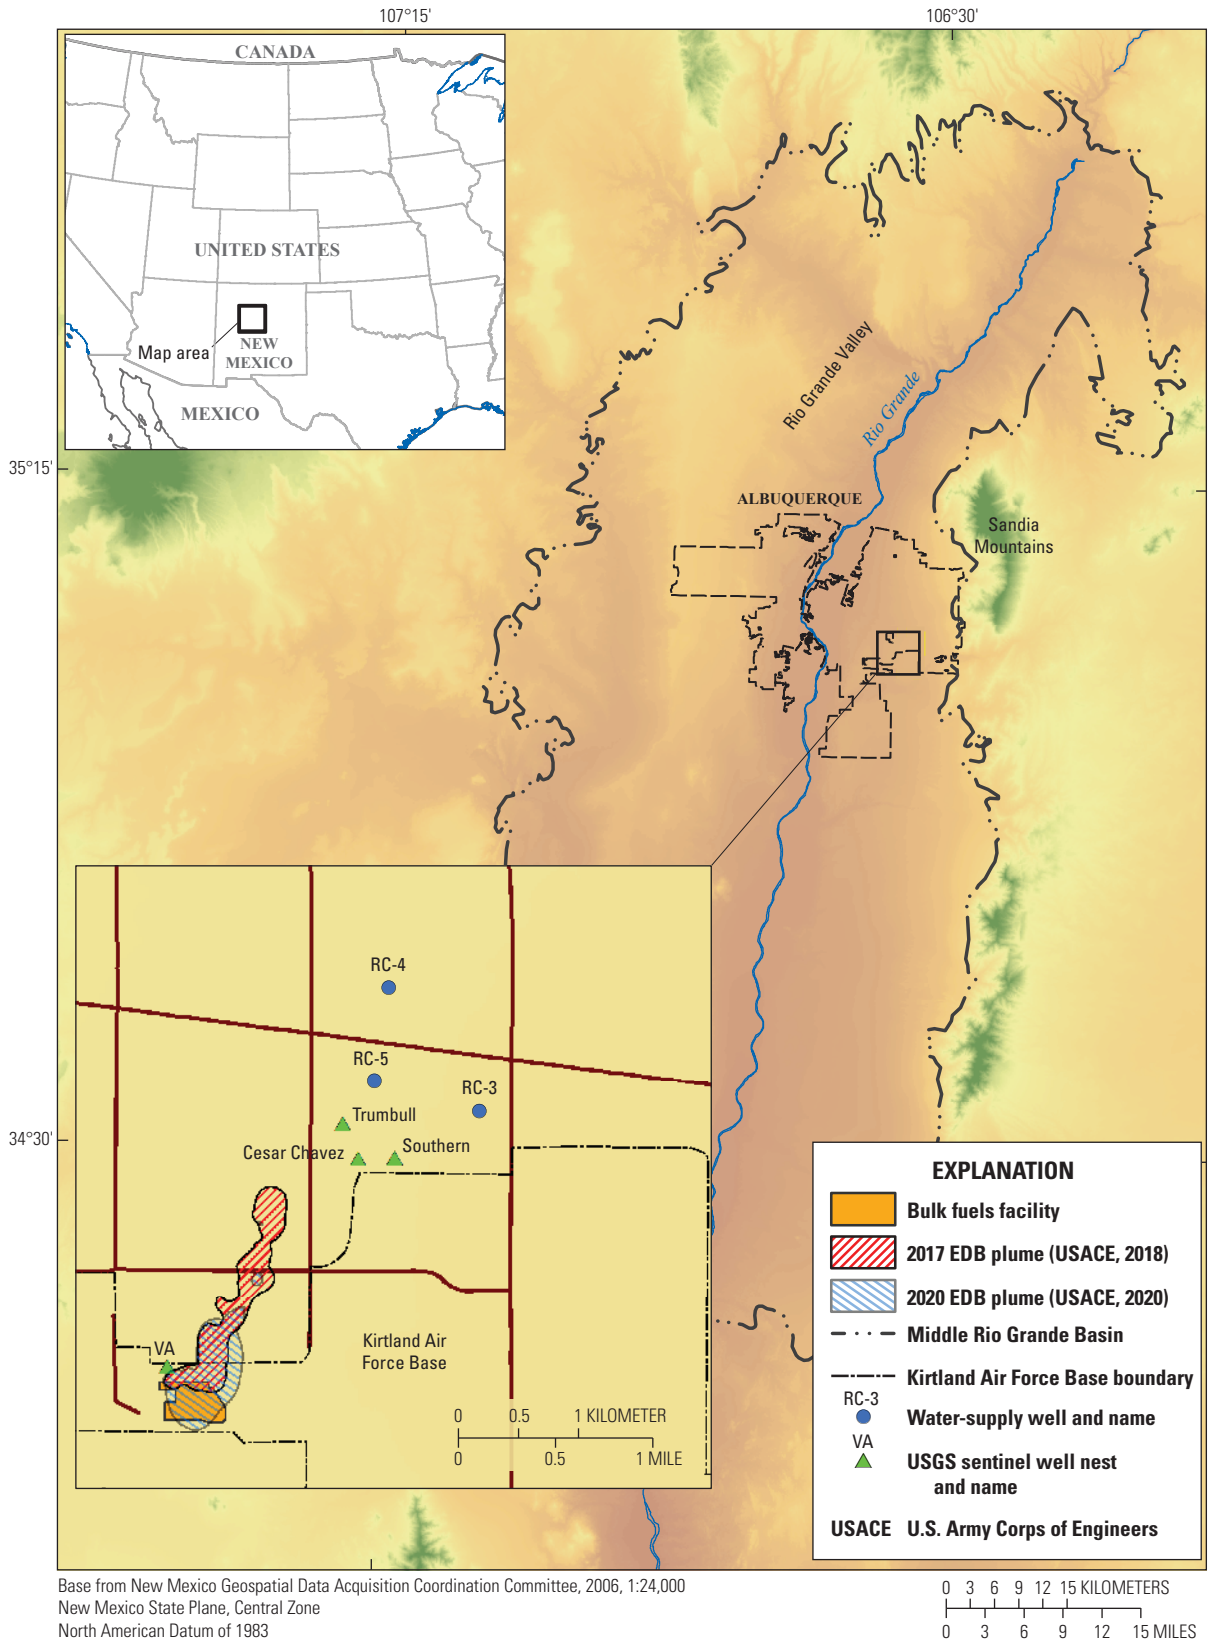 107°15'
106°30'
CANADA
UNITED STATES
Map area
NEW
MEXICO
MEXICO
Rio Grande Valley
Rio Grande
35°15'
ALBUQUERQUE
Sandia
Mountains
RC-4
RC-5
RC-3
Trumbull
34°30'
Cesar Chavez
Southern
VA
Kirtland Air
Force Base
0 0.5 1 KILOMETER
0 0.5 1 MILE
EXPLANATION
Bulk fuels facility
2017 EDB plume (USACE, 2018)
2020 EDB plume (USACE, 2020)
Middle Rio Grande Basin
Kirtland Air Force Base boundary
RC-3
Water-supply well and name
VA
USGS sentinel well nest
and name
USACE U.S. Army Corps of Engineers
Base from New Mexico Geospatial Data Acquisition Coordination Committee, 2006, 1:24,000
New Mexico State Plane, Central Zone
North American Datum of 1983
0 3 6 9 12 15 KILOMETERS
0 3 6 9 12 15 MILES